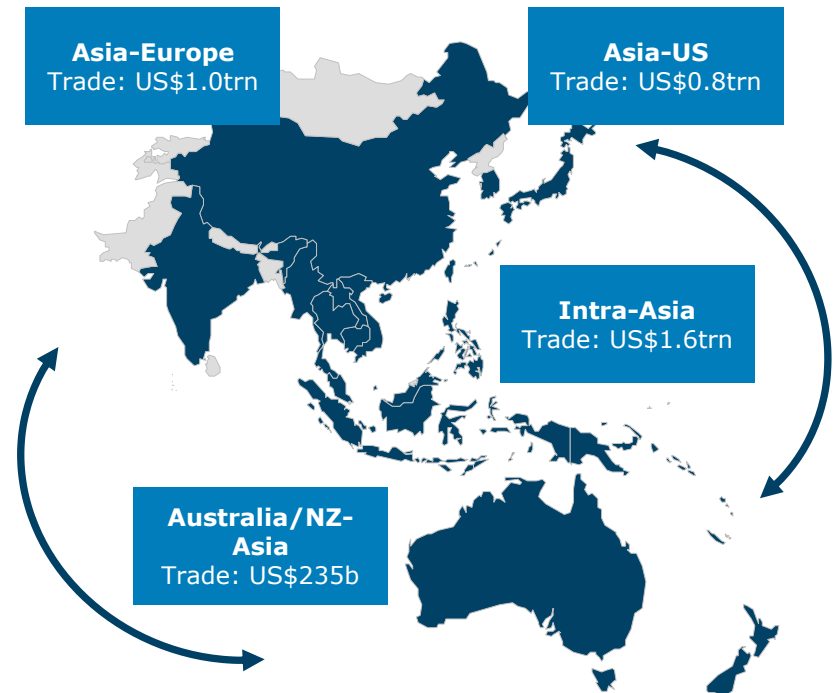 Asia-Europe
Trade: US$1.0trn
Asia-US
Trade: US$0.8trn
Intra-Asia
Trade: US$1.6trn
Australia/NZ-
Asia
Trade: US$235b